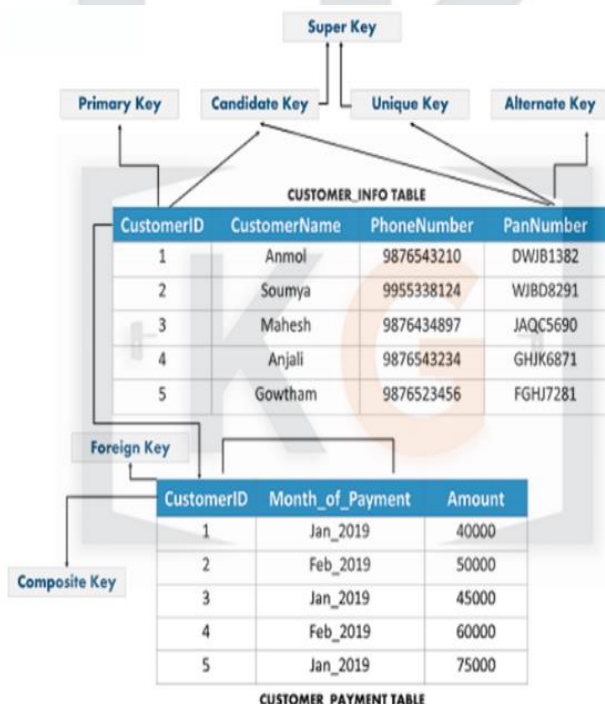 Super Key
Primary Key Candidate Key Unique Key Alternate Key
CUSTOMER_INFO TABLE
CustomerID CustomerName PhoneNumber PanNumber
1 Anmol 9876543210 DWJB1382
2 Soumya 9955338124 WJBD8291
3 Mahesh 9876434897 JAQC5690
4 Anjali 9876543234 GHJK6871
5 Gowtham 9876523456 FGHJ7281
Foreign Key
CustomerID Month_of_Payment Amount
1 Jan_2019 40000
2 Feb_2019 50000
3 Jan_2019 45000
4 Feb_2019 60000
5 Jan_2019 75000
Composite Key
CUSTOMER_PAYMENT TABLE
KG